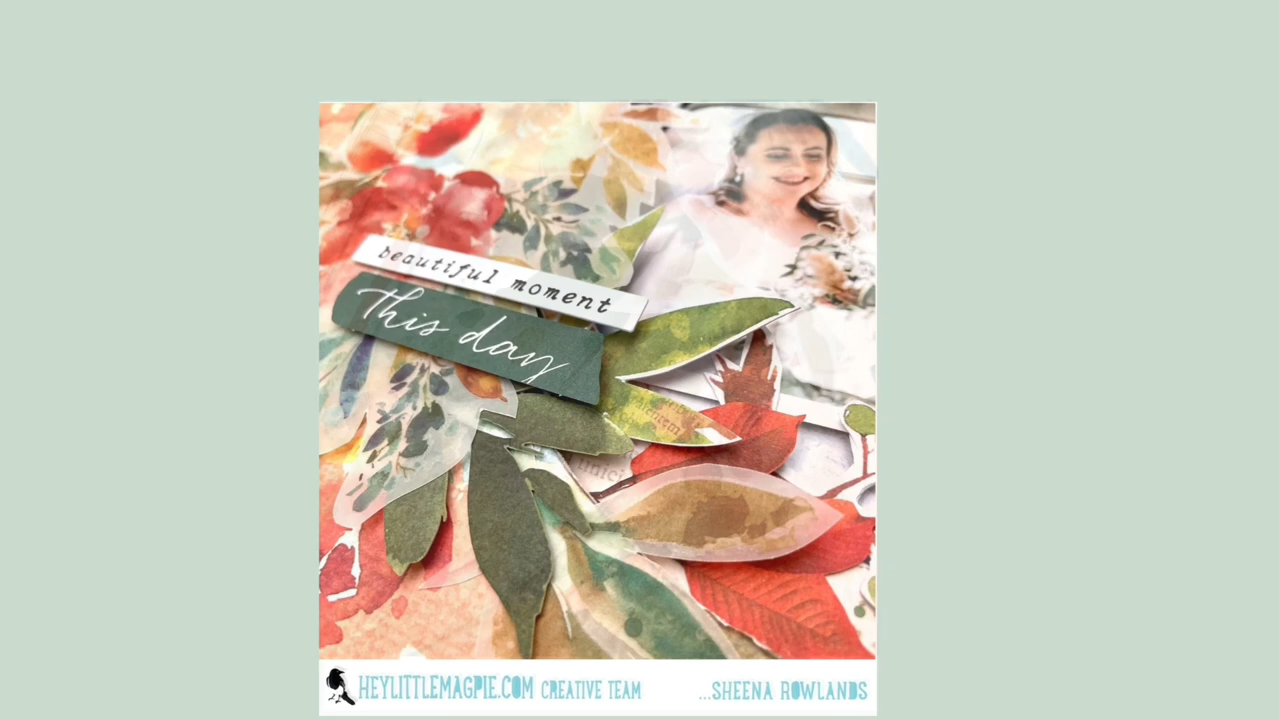 beautiful moment
This day
HEYLITTLEMAGPIE.COM CREATIVE TEAM ...SHEENA ROWLANDS